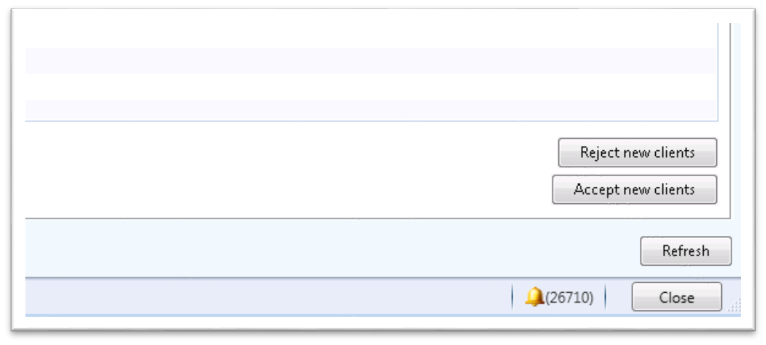 Reject new clients
Accept new clients
Refresh
(26710) Close